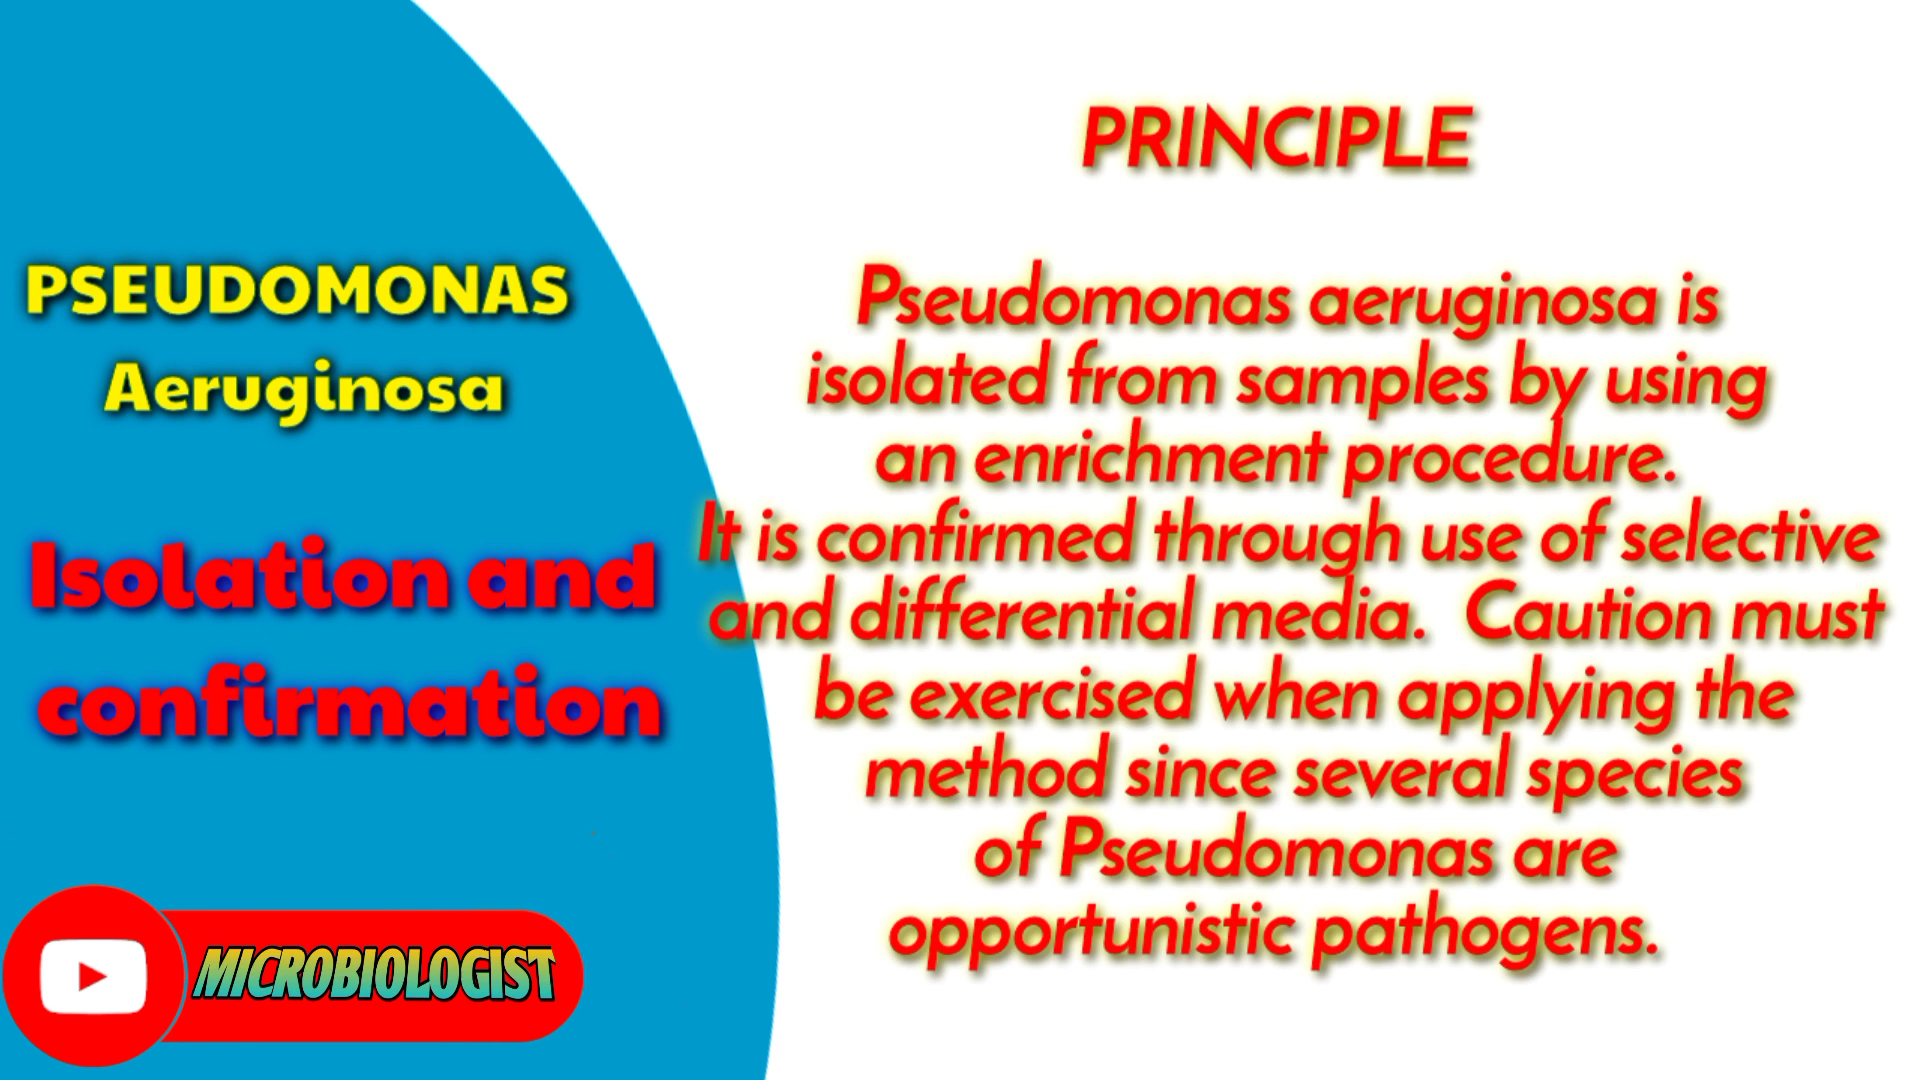 PSEUDOMONAS
Aeruginosa
Isolation and
confirmation
MICROBIOLOGIST
PRINCIPLE
Pseudomonas aeruginosa is
isolated from samples by using
an enrichment procedure.
It is confirmed through use of selective
and differential media. Caution must
be exercised when applying the
method since several species
of Pseudomonas are
opportunistic pathogens.